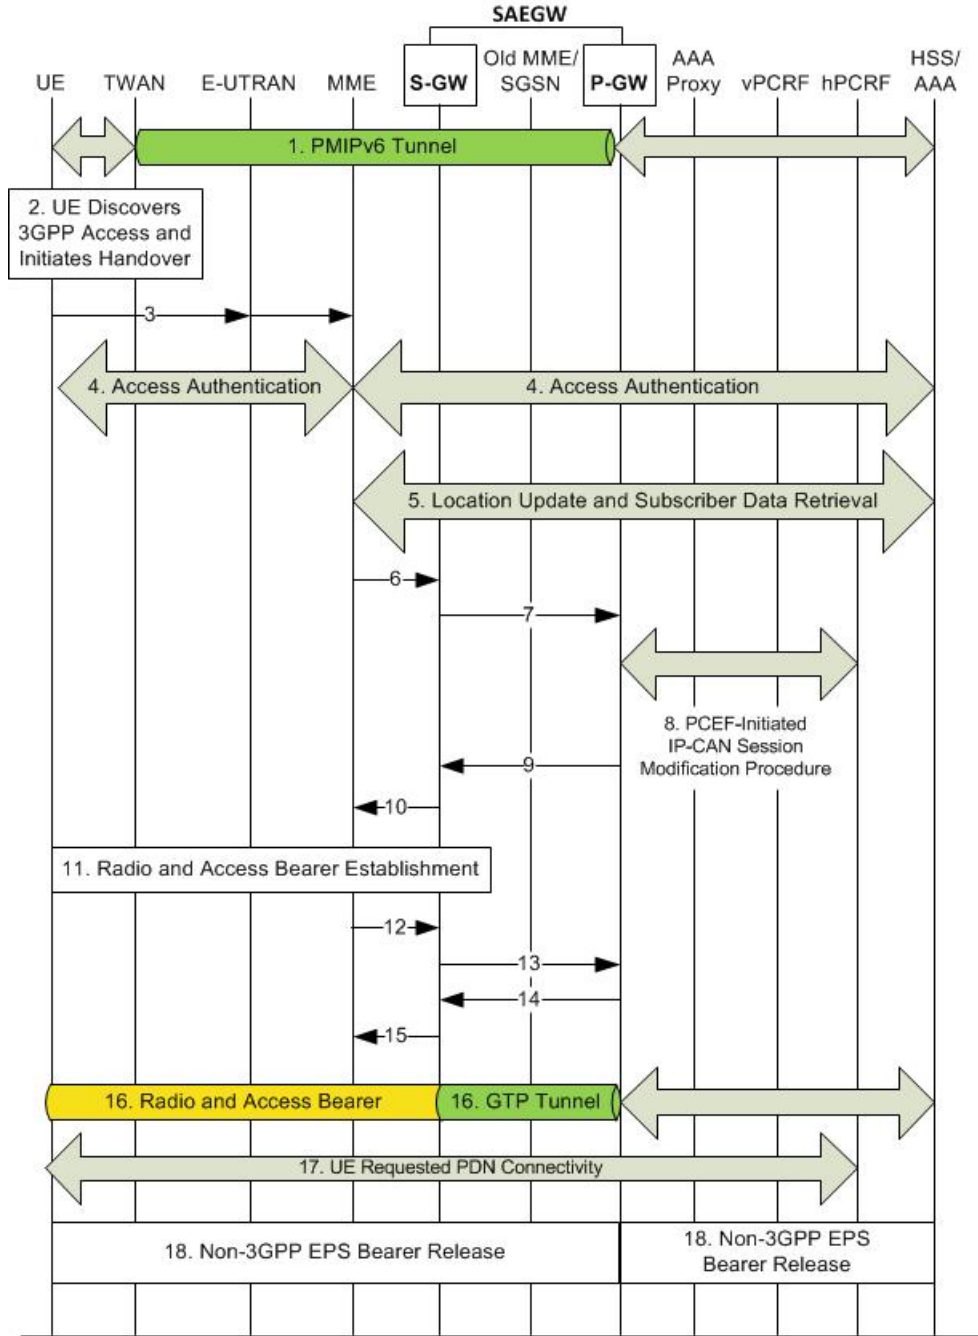 SAEGW
UE
TWAN
E-UTRAN
MME
S-GW
Old MME/
SGSN
P-GW
AAA
Proxy
vPCRF
hPCRF
HSS/
AAA
1. PMIPv6 Tunnel
2. UE Discovers
3GPP Access and
Initiates Handover
3
4. Access Authentication
4. Access Authentication
5. Location Update and Subscriber Data Retrieval
6
7
8. PCEF-Initiated
IP-CAN Session
Modification Procedure
9
10
11. Radio and Access Bearer Establishment
12
13
14
15
16. Radio and Access Bearer
16. GTP Tunnel
17. UE Requested PDN Connectivity
18. Non-3GPP EPS Bearer Release
18. Non-3GPP EPS
Bearer Release